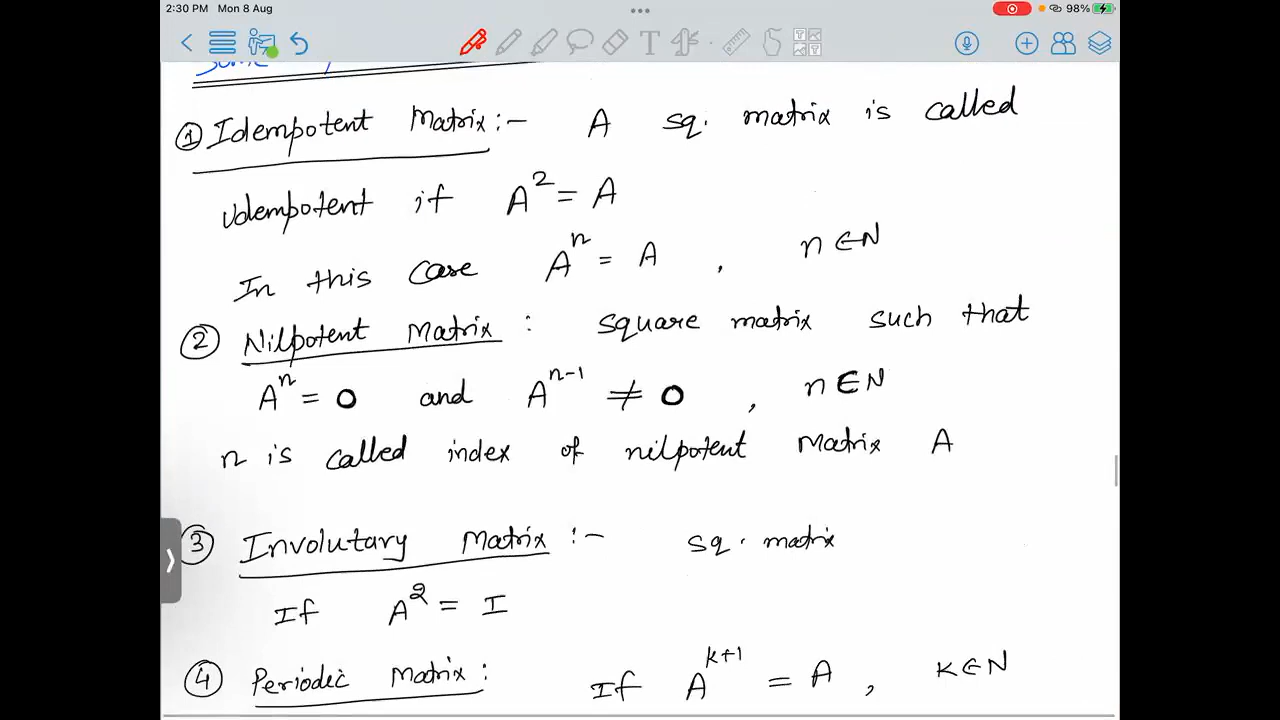 2:30 PM Mon 8 Aug
98%
① Idempotent Matrix :- A sq. matrix is called
idempotent if A² = A
In this case Aⁿ = A , n ∈ N
② Nilpotent Matrix : square matrix such that
Aⁿ = 0 and Aⁿ⁻¹ ≠ 0 , n ∈ N
n is called index of nilpotent Matrix A
③ Involutary Matrix :- sq. matrix
If A² = I
④ Periodic Matrix : If Aᵏ⁺¹ = A , K ∈ N